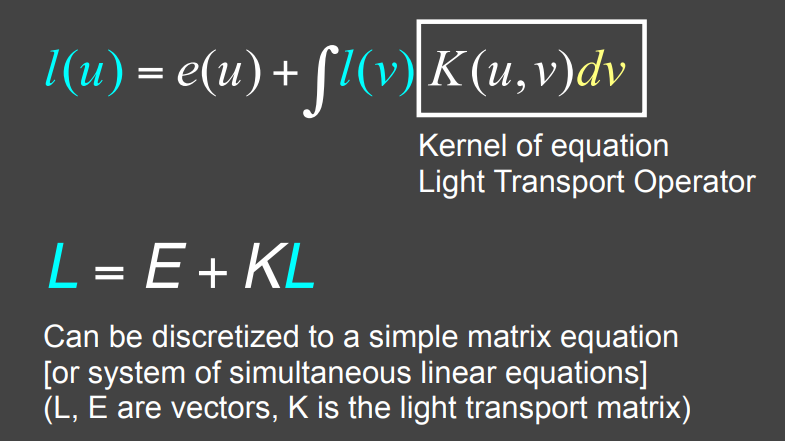 l(u) = e(u) + ∫l(v) K(u, v)dv
Kernel of equation
Light Transport Operator
L = E + KL
Can be discretized to a simple matrix equation
[or system of simultaneous linear equations]
(L, E are vectors, K is the light transport matrix)